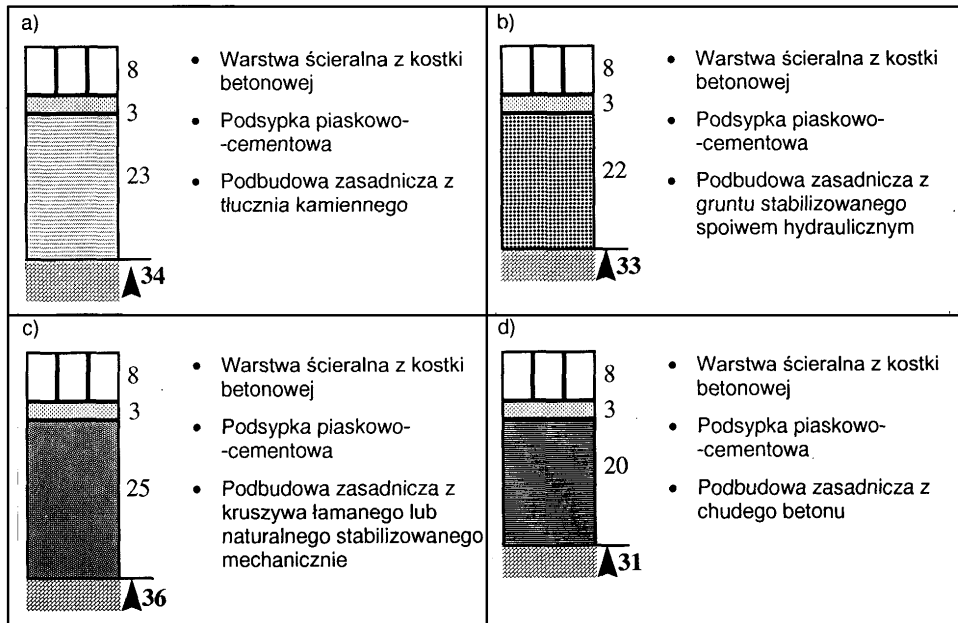 a)
8
3
23
34
• Warstwa ścieralna z kostki
betonowej
• Podsypka piaskowo-
-cementowa
• Podbudowa zasadnicza z
tłucznia kamiennego
b)
8
3
22
33
• Warstwa ścieralna z kostki
betonowej
• Podsypka piaskowo-
-cementowa
• Podbudowa zasadnicza z
gruntu stabilizowanego
spoiwem hydraulicznym
c)
8
3
25
36
• Warstwa ścieralna z kostki
betonowej
• Podsypka piaskowo-
-cementowa
• Podbudowa zasadnicza z
kruszywa łamanego lub
naturalnego stabilizowanego
mechanicznie
d)
8
3
20
31
• Warstwa ścieralna z kostki
betonowej
• Podsypka piaskowo-
-cementowa
• Podbudowa zasadnicza z
chudego betonu